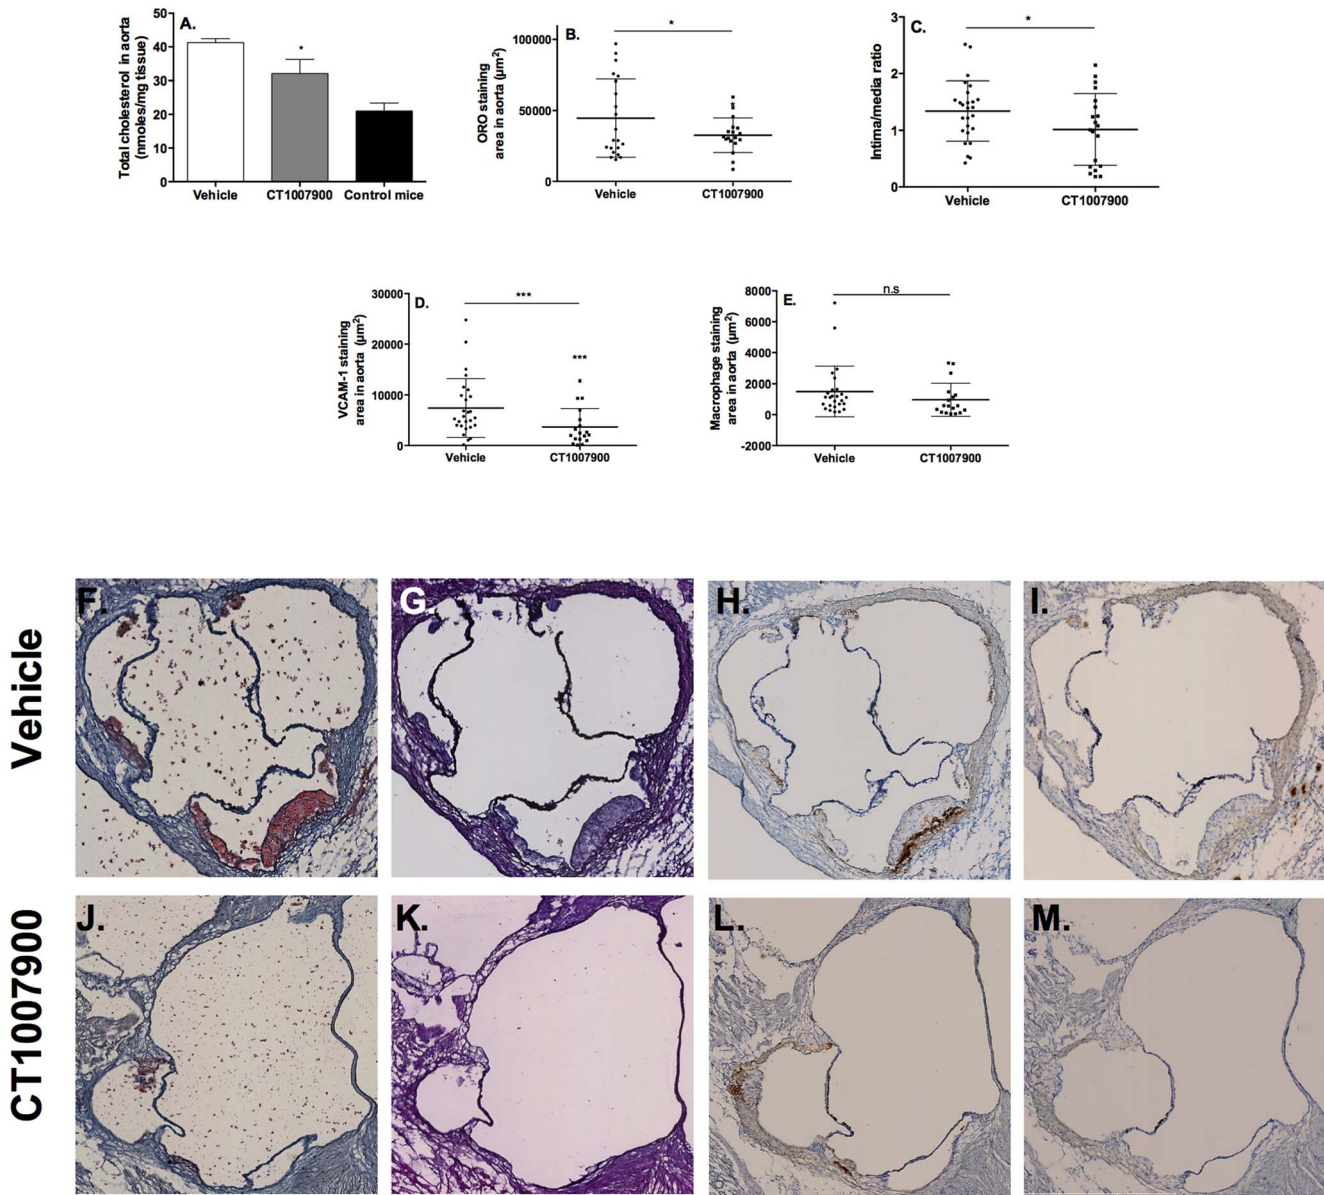 A.
Total cholesterol in aorta
(nmoles/mg tissue)
50
40
30
20
10
0
*
Vehicle
CT1007900
Control mice
B.
ORO staining
area in aorta (µm²)
100000
50000
0
*
Vehicle
CT1007900
C.
Intima/media ratio
3
2
1
0
*
Vehicle
CT1007900
D.
VCAM-1 staining
area in aorta (µm²)
30000
20000
10000
0
***
***
Vehicle
CT1007900
E.
Macrophage staining
area in aorta (µm²)
8000
6000
4000
2000
0
-2000
n.s
Vehicle
CT1007900
Vehicle
F.
G.
H.
I.
CT1007900
J.
K.
L.
M.